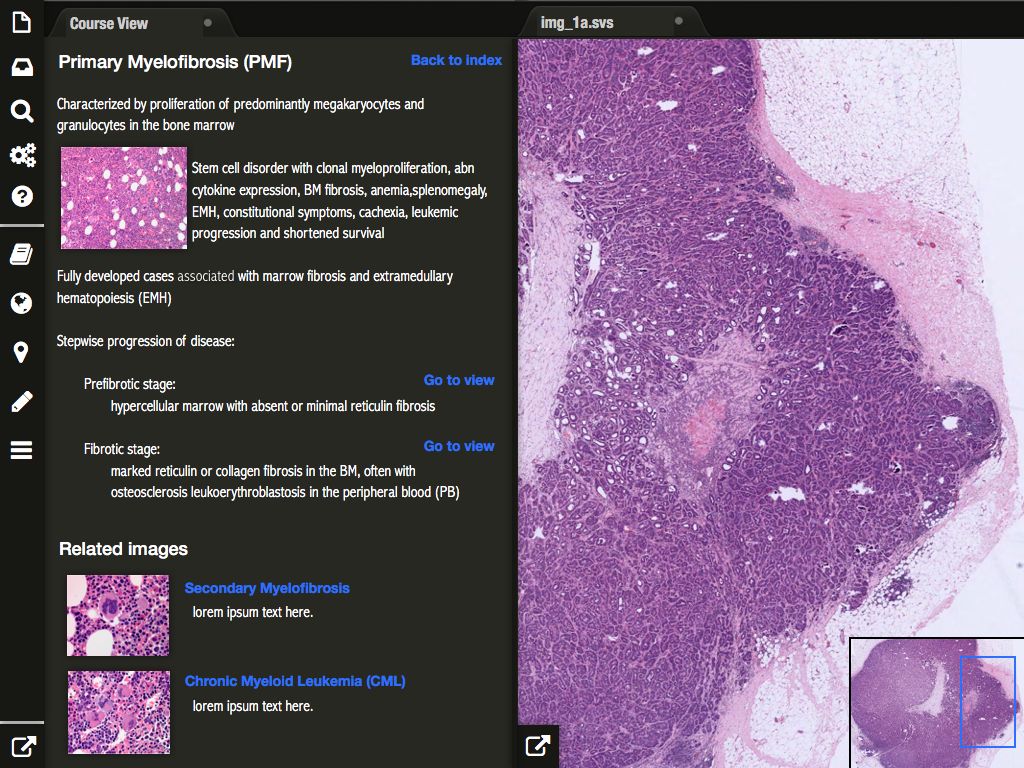 Course View
img_1a.svs
Primary Myelofibrosis (PMF)
Back to index
Characterized by proliferation of predominantly megakaryocytes and
granulocytes in the bone marrow
Stem cell disorder with clonal myeloproliferation, abn
cytokine expression, BM fibrosis, anemia,splenomegaly,
EMH, constitutional symptoms, cachexia, leukemic
progression and shortened survival
Fully developed cases associated with marrow fibrosis and extramedullary
hematopoiesis (EMH)
Stepwise progression of disease:
Prefibrotic stage:
Go to view
hypercellular marrow with absent or minimal reticulin fibrosis
Fibrotic stage:
Go to view
marked reticulin or collagen fibrosis in the BM, often with
osteosclerosis leukoerythroblastosis in the peripheral blood (PB)
Related images
Secondary Myelofibrosis
lorem ipsum text here.
Chronic Myeloid Leukemia (CML)
lorem ipsum text here.